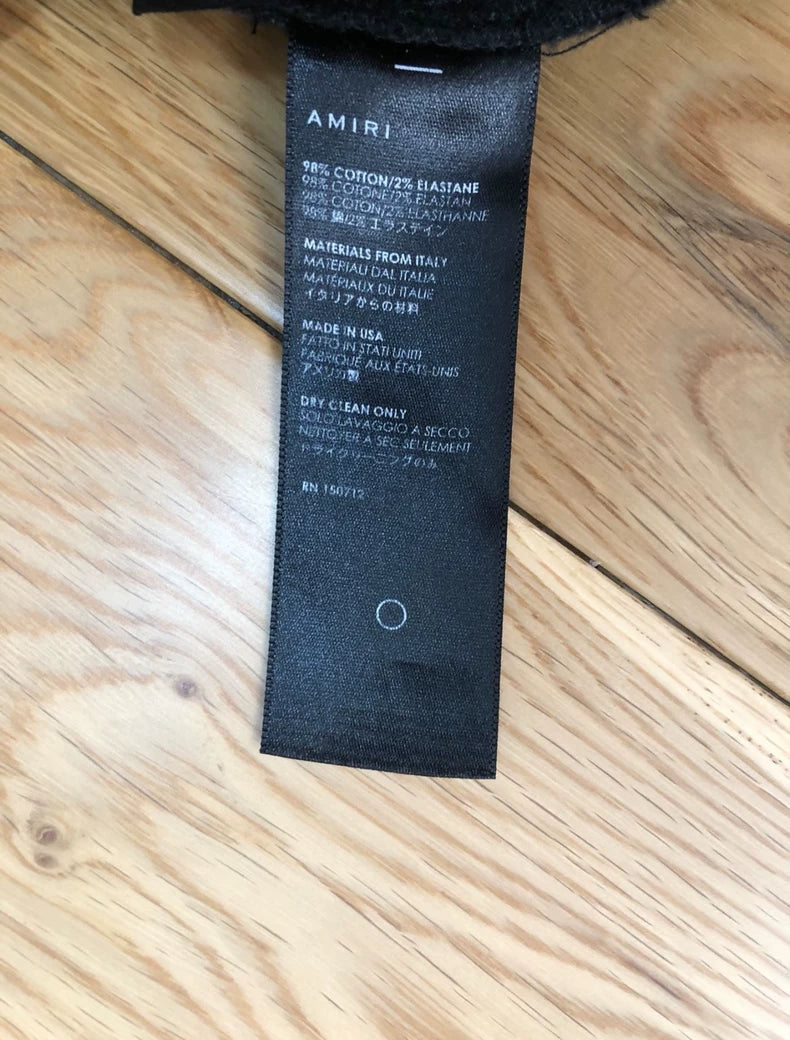 AMIRI
98% COTTON/2% ELASTANE
98% COTONE/2% ELASTAN
98% COTON/2% ELASTHANNE
98% 綿/2% エラステイン
MATERIALS FROM ITALY
MATERIAU DAL ITALIA
MATÉRIAUX DU ITALIE
イタリアからの材料
MADE IN USA
FATTO IN STATI UNITI
FABRIQUÉ AUX ÉTATS-UNIS
アメリカ製
DRY CLEAN ONLY
SOLO LAVAGGIO A SECCO
NETTOYER A SEC SEULEMENT
ドライクリーニングのみ
RN 150712